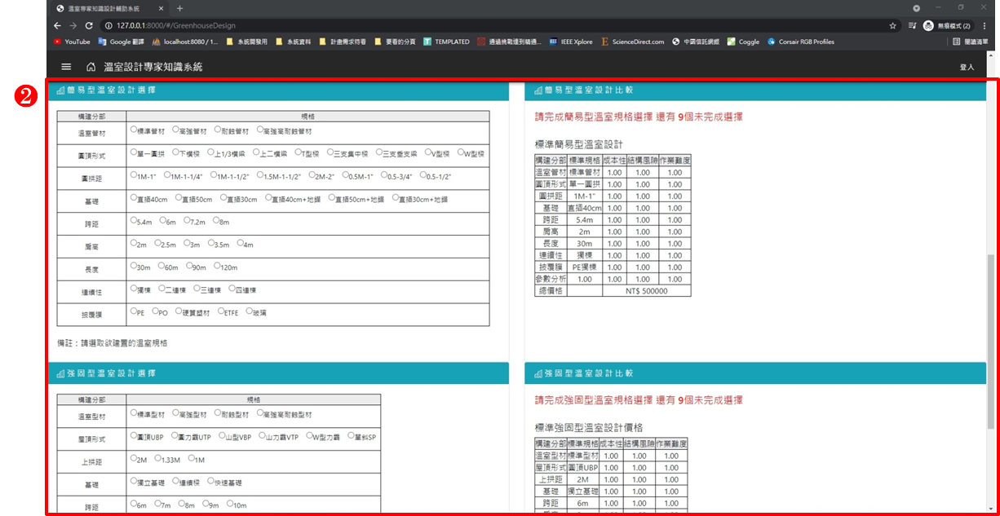 溫室專家知識設計輔助系統
127.0.0.1:8000/#/GreenhouseDesign
無痕模式 (2)
YouTube
Google 翻譯
localhost:8080 / 1...
系統開發用
系統資料
計畫需求待看
要看的分頁
TEMPLATED
通過挑戰達到精通...
IEEE Xplore
ScienceDirect.com
中國信託網銀
Coggle
Corsair RGB Profiles
閱讀清單
溫室設計專家知識系統
登入
2
簡易型溫室設計選擇
構建分部 規格
溫室管材 標準管材 高強管材 耐蝕管材 高強高耐蝕管材
圓頂形式 單一圓拱 下橫樑 上1/3橫梁 上二橫梁 T型樑 三支集中樑 三支垂支梁 V型樑 W型樑
圓拱距 1M-1" 1M-1-1/4" 1M-1-1/2" 1.5M-1-1/2" 2M-2" 0.5M-1" 0.5-3/4" 0.5-1/2"
基礎 直插40cm 直插50cm 直插30cm 直插40cm+地錨 直插50cm+地錨 直插30cm+地錨
跨距 5.4m 6m 7.2m 8m
肩高 2m 2.5m 3m 3.5m 4m
長度 30m 60m 90m 120m
連續性 獨棟 二連棟 三連棟 四連棟
披覆膜 PE PO 硬質塑材 ETFE 玻璃
備註：請選取欲建置的溫室規格
簡易型溫室設計比較
請完成簡易型溫室規格選擇 還有 9個未完成選擇
標準簡易型溫室設計
構建分部 標準規格 成本性 結構風險 作業難度
溫室管材 標準管材 1.00 1.00 1.00
圓頂形式 單一圓拱 1.00 1.00 1.00
圓拱距 1M-1" 1.00 1.00 1.00
基礎 直插40cm 1.00 1.00 1.00
跨距 5.4m 1.00 1.00 1.00
肩高 2m 1.00 1.00 1.00
長度 30m 1.00 1.00 1.00
連續性 獨棟 1.00 1.00 1.00
披覆膜 PE獨棟 1.00 1.00 1.00
參數分析 1.00 1.00 1.00 1.00
總價格 NT$ 500000
強固型溫室設計選擇
構建分部 規格
溫室型材 標準型材 高強型材 耐蝕型材 高強高耐蝕型材
屋頂形式 圓頂UBP 圓力霸UTP 山型VBP 山力霸VTP W型力霸 單斜SP
上拱距 2M 1.33M 1M
基礎 獨立基礎 連續樑 快速基礎
跨距 6m 7m 8m 9m 10m
強固型溫室設計比較
請完成強固型溫室規格選擇 還有 9個未完成選擇
標準強固型溫室設計價格
構建分部 標準規格 成本性 結構風險 作業難度
溫室型材 標準型材 1.00 1.00 1.00
屋頂形式 圓頂UBP 1.00 1.00 1.00
上拱距 2M 1.00 1.00 1.00
基礎 獨立基礎 1.00 1.00 1.00
跨距 6m 1.00 1.00 1.00